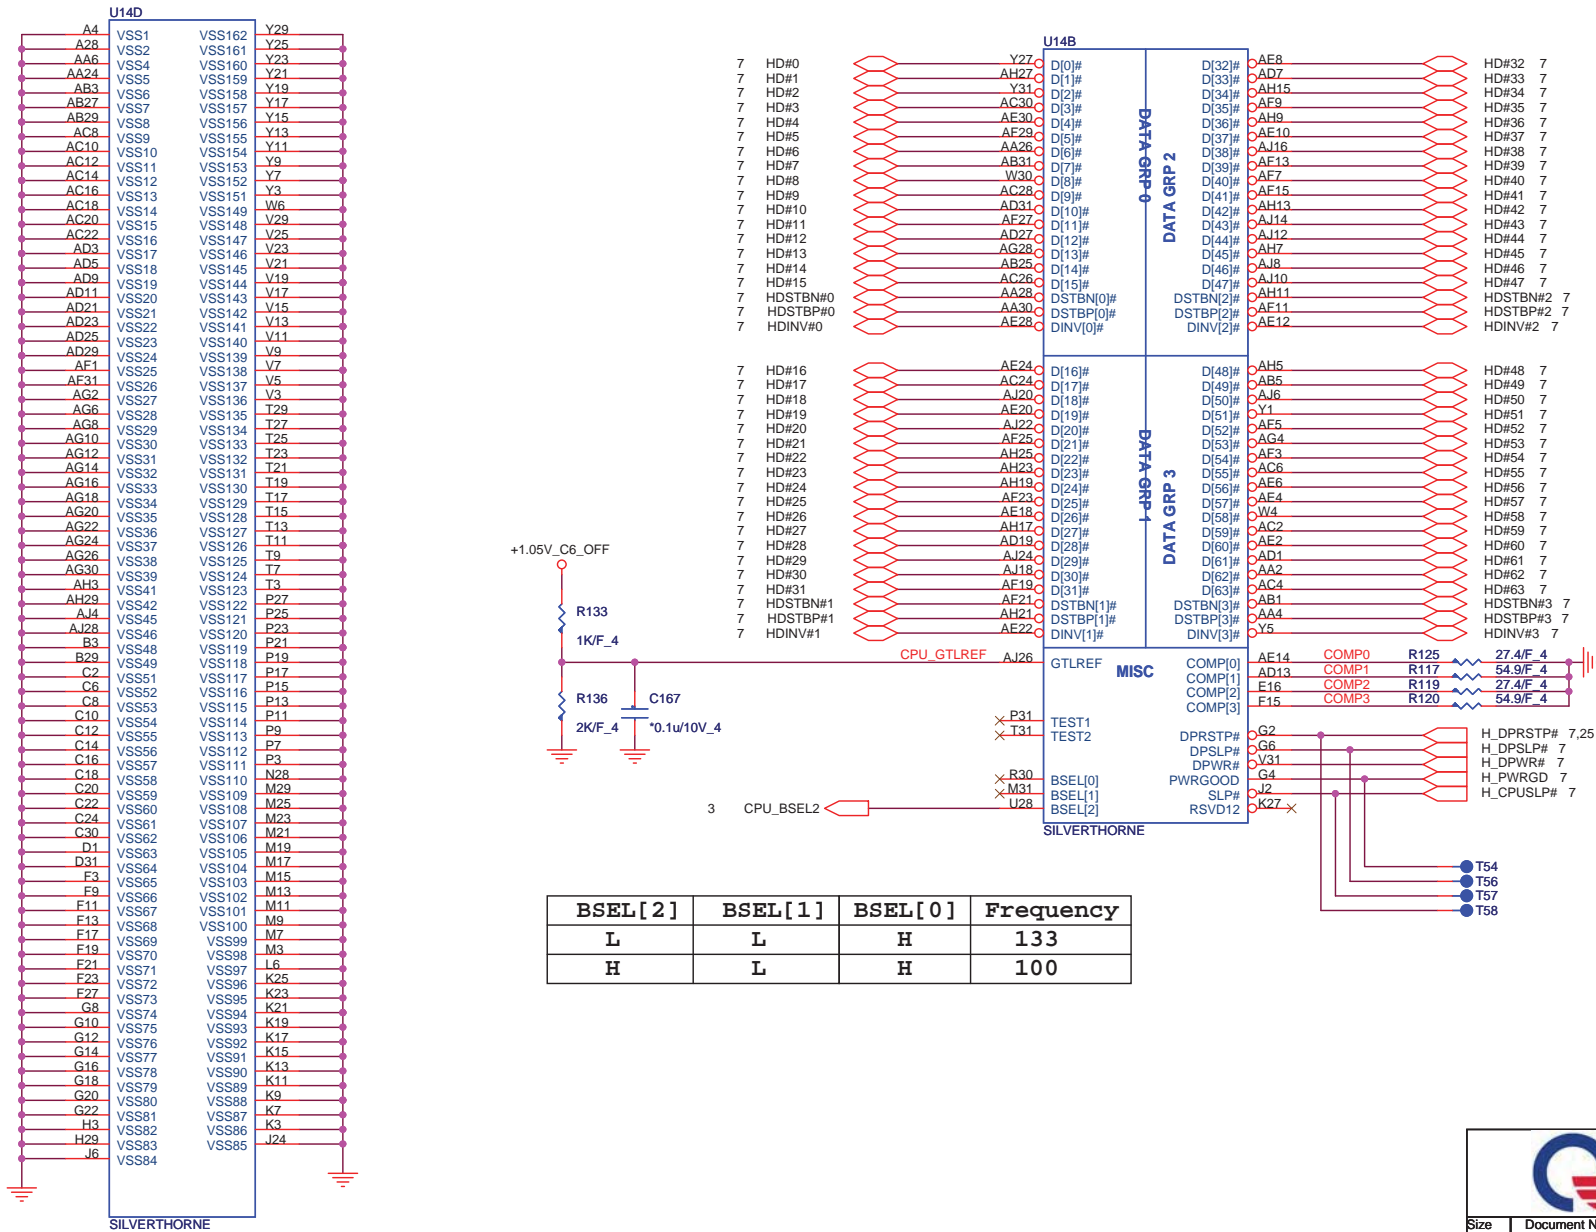 U14D
A4 VSS1 VSS162 Y29
A28 VSS2 VSS161 Y25
AA6 VSS4 VSS160 Y23
AA24 VSS5 VSS159 Y21
AB3 VSS6 VSS158 Y19
AB27 VSS7 VSS157 Y17
AB29 VSS8 VSS156 Y15
AC8 VSS9 VSS155 Y13
AC10 VSS10 VSS154 Y11
AC12 VSS11 VSS153 Y9
AC14 VSS12 VSS152 Y7
AC16 VSS13 VSS151 Y3
AC18 VSS14 VSS149 W6
AC20 VSS15 VSS148 V29
AC22 VSS16 VSS147 V25
AD3 VSS17 VSS146 V23
AD5 VSS18 VSS145 V21
AD9 VSS19 VSS144 V19
AD11 VSS20 VSS143 V17
AD21 VSS21 VSS142 V15
AD23 VSS22 VSS141 V13
AD25 VSS23 VSS140 V11
AD29 VSS24 VSS139 V9
AF1 VSS25 VSS138 V7
AF31 VSS26 VSS137 V5
AG2 VSS27 VSS136 V3
AG6 VSS28 VSS135 T29
AG8 VSS29 VSS134 T27
AG10 VSS30 VSS133 T25
AG12 VSS31 VSS132 T23
AG14 VSS32 VSS131 T21
AG16 VSS33 VSS130 T19
AG18 VSS34 VSS129 T17
AG20 VSS35 VSS128 T15
AG22 VSS36 VSS127 T13
AG24 VSS37 VSS126 T11
AG26 VSS38 VSS125 T9
AG30 VSS39 VSS124 T7
AH3 VSS41 VSS123 T3
AH29 VSS42 VSS122 P27
AJ4 VSS45 VSS121 P25
AJ28 VSS46 VSS120 P23
B3 VSS48 VSS119 P21
B29 VSS49 VSS118 P19
C2 VSS51 VSS117 P17
C6 VSS52 VSS116 P15
C8 VSS53 VSS115 P13
C10 VSS54 VSS114 P11
C12 VSS55 VSS113 P9
C14 VSS56 VSS112 P7
C16 VSS57 VSS111 P3
C18 VSS58 VSS110 N28
C20 VSS59 VSS109 M29
C22 VSS60 VSS108 M25
C24 VSS61 VSS107 M23
C30 VSS62 VSS106 M21
D1 VSS63 VSS105 M19
D31 VSS64 VSS104 M17
F3 VSS65 VSS103 M15
F9 VSS66 VSS102 M13
F11 VSS67 VSS101 M11
F13 VSS68 VSS100 M9
F17 VSS69 VSS99 M7
F19 VSS70 VSS98 M3
F21 VSS71 VSS97 L6
F23 VSS72 VSS96 K25
F27 VSS73 VSS95 K23
G8 VSS74 VSS94 K21
G10 VSS75 VSS93 K19
G12 VSS76 VSS92 K17
G14 VSS77 VSS91 K15
G16 VSS78 VSS90 K13
G18 VSS79 VSS89 K11
G20 VSS80 VSS88 K9
G22 VSS81 VSS87 K7
H3 VSS82 VSS86 K3
H29 VSS83 VSS85 J24
J6 VSS84
SILVERTHORNE
U14B
7 HD#0 Y27 D[0]# D[32]# AE8 HD#32 7
7 HD#1 AH27 D[1]# D[33]# AD7 HD#33 7
7 HD#2 Y31 D[2]# D[34]# AH15 HD#34 7
7 HD#3 AC30 D[3]# D[35]# AF9 HD#35 7
7 HD#4 AE30 D[4]# D[36]# AH9 HD#36 7
7 HD#5 AF29 D[5]# D[37]# AE10 HD#37 7
7 HD#6 AA26 D[6]# D[38]# AJ16 HD#38 7
7 HD#7 AB31 D[7]# D[39]# AF13 HD#39 7
7 HD#8 W30 D[8]# D[40]# AF7 HD#40 7
7 HD#9 AC28 D[9]# D[41]# AF15 HD#41 7
7 HD#10 AD31 D[10]# D[42]# AH13 HD#42 7
7 HD#11 AF27 D[11]# D[43]# AJ14 HD#43 7
7 HD#12 AD27 D[12]# D[44]# AJ12 HD#44 7
7 HD#13 AG28 D[13]# D[45]# AH7 HD#45 7
7 HD#14 AB25 D[14]# D[46]# AJ8 HD#46 7
7 HD#15 AC26 D[15]# D[47]# AJ10 HD#47 7
7 HDSTBN#0 AA28 DSTBN[0]# DSTBN[2]# AH11 HDSTBN#2 7
7 HDSTBP#0 AA30 DSTBP[0]# DSTBP[2]# AF11 HDSTBP#2 7
7 HDINV#0 AE28 DINV[0]# DINV[2]# AE12 HDINV#2 7
DATA GRP 0
DATA GRP 2
7 HD#16 AE24 D[16]# D[48]# AH5 HD#48 7
7 HD#17 AC24 D[17]# D[49]# AB5 HD#49 7
7 HD#18 AJ20 D[18]# D[50]# AJ6 HD#50 7
7 HD#19 AE20 D[19]# D[51]# Y1 HD#51 7
7 HD#20 AJ22 D[20]# D[52]# AF5 HD#52 7
7 HD#21 AF25 D[21]# D[53]# AG4 HD#53 7
7 HD#22 AH25 D[22]# D[54]# AF3 HD#54 7
7 HD#23 AH23 D[23]# D[55]# AC6 HD#55 7
7 HD#24 AH19 D[24]# D[56]# AE6 HD#56 7
7 HD#25 AF23 D[25]# D[57]# AE4 HD#57 7
7 HD#26 AE18 D[26]# D[58]# W4 HD#58 7
7 HD#27 AH17 D[27]# D[59]# AC2 HD#59 7
7 HD#28 AD19 D[28]# D[60]# AE2 HD#60 7
7 HD#29 AJ24 D[29]# D[61]# AD1 HD#61 7
7 HD#30 AJ18 D[30]# D[62]# AA2 HD#62 7
7 HD#31 AF19 D[31]# D[63]# AC4 HD#63 7
7 HDSTBN#1 AF21 DSTBN[1]# DSTBN[3]# AB1 HDSTBN#3 7
7 HDSTBP#1 AH21 DSTBP[1]# DSTBP[3]# AA4 HDSTBP#3 7
7 HDINV#1 AE22 DINV[1]# DINV[3]# Y5 HDINV#3 7
DATA GRP 1
DATA GRP 3
+1.05V_C6_OFF
R133
1K/F_4
R136
2K/F_4
C167
*0.1u/10V_4
CPU_GTLREF AJ26 GTLREF
MISC
COMP[0] AE14 COMP0 R125 27.4/F_4
COMP[1] AD13 COMP1 R117 54.9/F_4
COMP[2] E16 COMP2 R119 27.4/F_4
COMP[3] F15 COMP3 R120 54.9/F_4
P31 TEST1
T31 TEST2
DPRSTP# G2 H_DPRSTP# 7,25
DPSLP# G6 H_DPSLP# 7
DPWR# V31 H_DPWR# 7
R30 BSEL[0] PWRGOOD G4 H_PWRGD 7
M31 BSEL[1] SLP# J2 H_CPUSLP# 7
3 CPU_BSEL2 U28 BSEL[2] RSVD12 K27
SILVERTHORNE
T54
T56
T57
T58
BSEL[2] BSEL[1] BSEL[0] Frequency
L L H 133
H L H 100
Size Document N